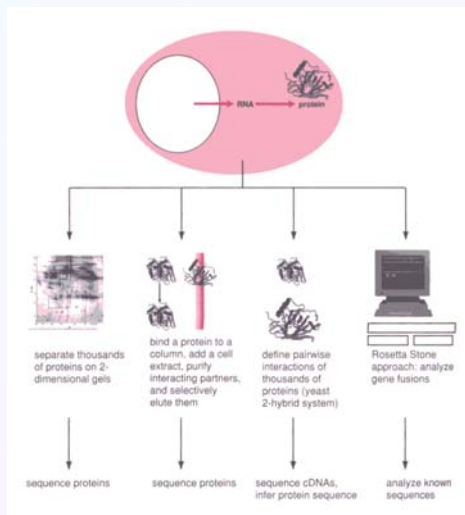 RNA
protein
separate thousands
of proteins on 2-
dimensional gels
bind a protein to a
column, add a cell
extract, purify
interacting partners,
and selectively
elute them
define pairwise
interactions of
thousands of
proteins (yeast
2-hybrid system)
Rosetta Stone
approach: analyze
gene fusions
sequence proteins
sequence proteins
sequence cDNAs,
infer protein sequence
analyze known
sequences